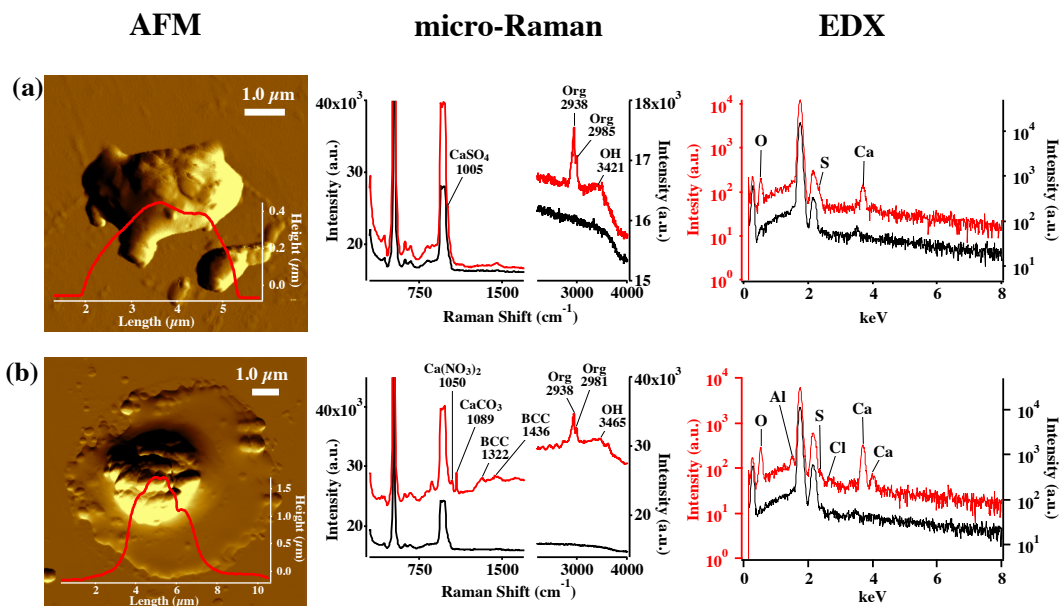 AFM micro-Raman EDX
(a)
1.0 µm
0.4
0.2
0.0
Height (µm)
2 3 4 5
Length (µm)
40x10³
30
20
Intensity (a.u.)
CaSO₄
1005
750 1500
Org
2938
Org
2985
OH
3421
18x10³
17
16
15
Intensity (a.u.)
3000 4000
Raman Shift (cm⁻¹)
10⁴
10³
10²
10¹
10⁰
Intesity (a.u.)
O
S
Ca
10⁴
10³
10²
10¹
Intensity (a.u.)
0 2 4 6 8
keV
(b)
1.0 µm
1.5
1.0
0.5
0.0
Height (µm)
2 4 6 8 10
Length (µm)
40x10³
30
20
Intensity (a.u.)
Ca(NO₃)₂
1050
CaCO₃
1089
BCC
1322
BCC
1436
750 1500
Org
2938
Org
2981
OH
3465
40x10³
30
20
Intensity (a.u.)
3000 4000
Raman Shift (cm⁻¹)
10⁴
10³
10²
10¹
10⁰
Intensity (a.u.)
O
Al
S
Cl
Ca
Ca
10⁴
10³
10²
10¹
Intensity (a.u.)
0 2 4 6 8
keV